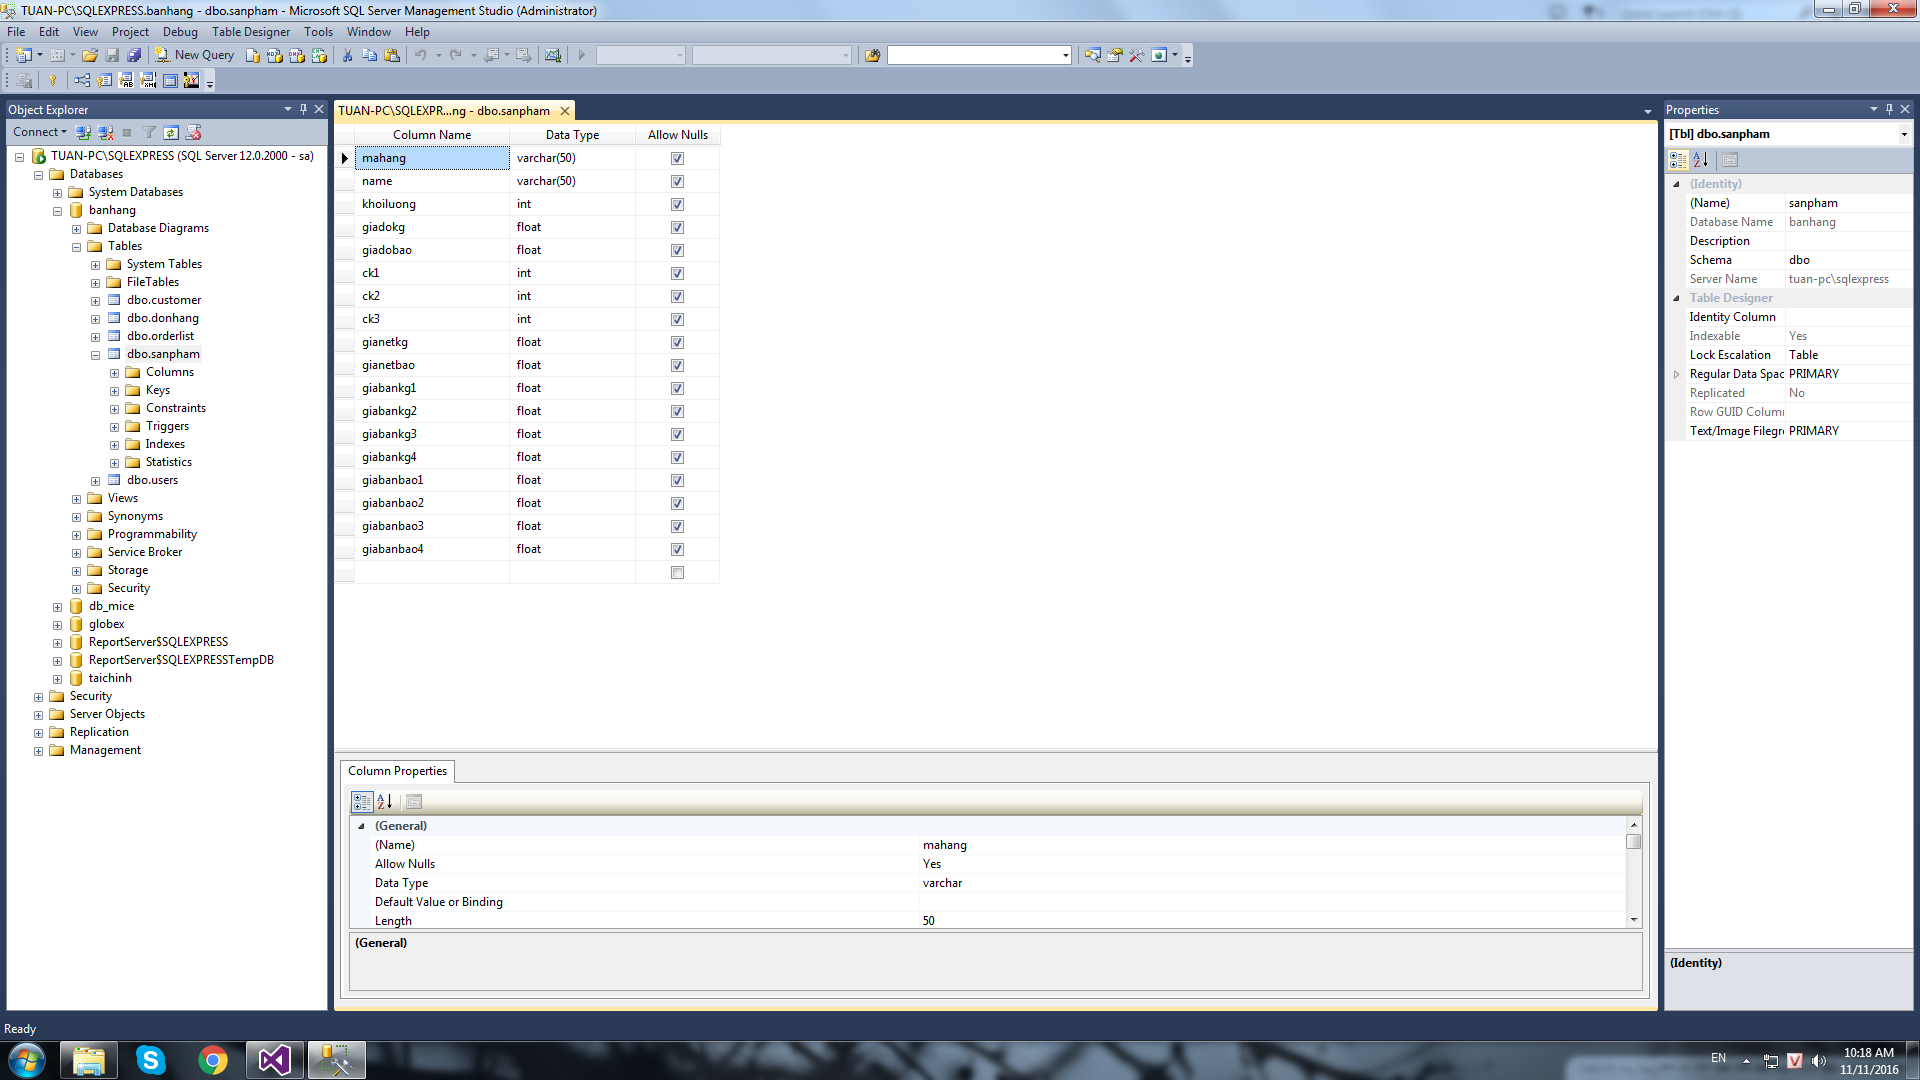 TUAN-PC\SQLEXPRESS.banhang - dbo.sanpham - Microsoft SQL Server Management Studio (Administrator)
File Edit View Project Debug Table Designer Tools Window Help
New Query
Object Explorer
Connect
TUAN-PC\SQLEXPRESS (SQL Server 12.0.2000 - sa)
Databases
System Databases
banhang
Database Diagrams
Tables
System Tables
FileTables
dbo.customer
dbo.donhang
dbo.orderlist
dbo.sanpham
Columns
Keys
Constraints
Triggers
Indexes
Statistics
dbo.users
Views
Synonyms
Programmability
Service Broker
Storage
Security
db_mice
globex
ReportServer$SQLEXPRESS
ReportServer$SQLEXPRESSTempDB
taichinh
Security
Server Objects
Replication
Management
TUAN-PC\SQLEXPR...ng - dbo.sanpham
Column Name Data Type Allow Nulls
mahang varchar(50)
name varchar(50)
khoiluong int
giadokg float
giadobao float
ck1 int
ck2 int
ck3 int
gianetkg float
gianetbao float
giabankg1 float
giabankg2 float
giabankg3 float
giabankg4 float
giabanbao1 float
giabanbao2 float
giabanbao3 float
giabanbao4 float
Column Properties
(General)
(Name) mahang
Allow Nulls Yes
Data Type varchar
Default Value or Binding
Length 50
(General)
Properties
[Tbl] dbo.sanpham
(Identity)
(Name) sanpham
Database Name banhang
Description
Schema dbo
Server Name tuan-pc\sqlexpress
Table Designer
Identity Column
Indexable Yes
Lock Escalation Table
Regular Data Spac PRIMARY
Replicated No
Row GUID Colum
Text/Image Filegr PRIMARY
(Identity)
Ready
EN
10:18 AM
11/11/2016